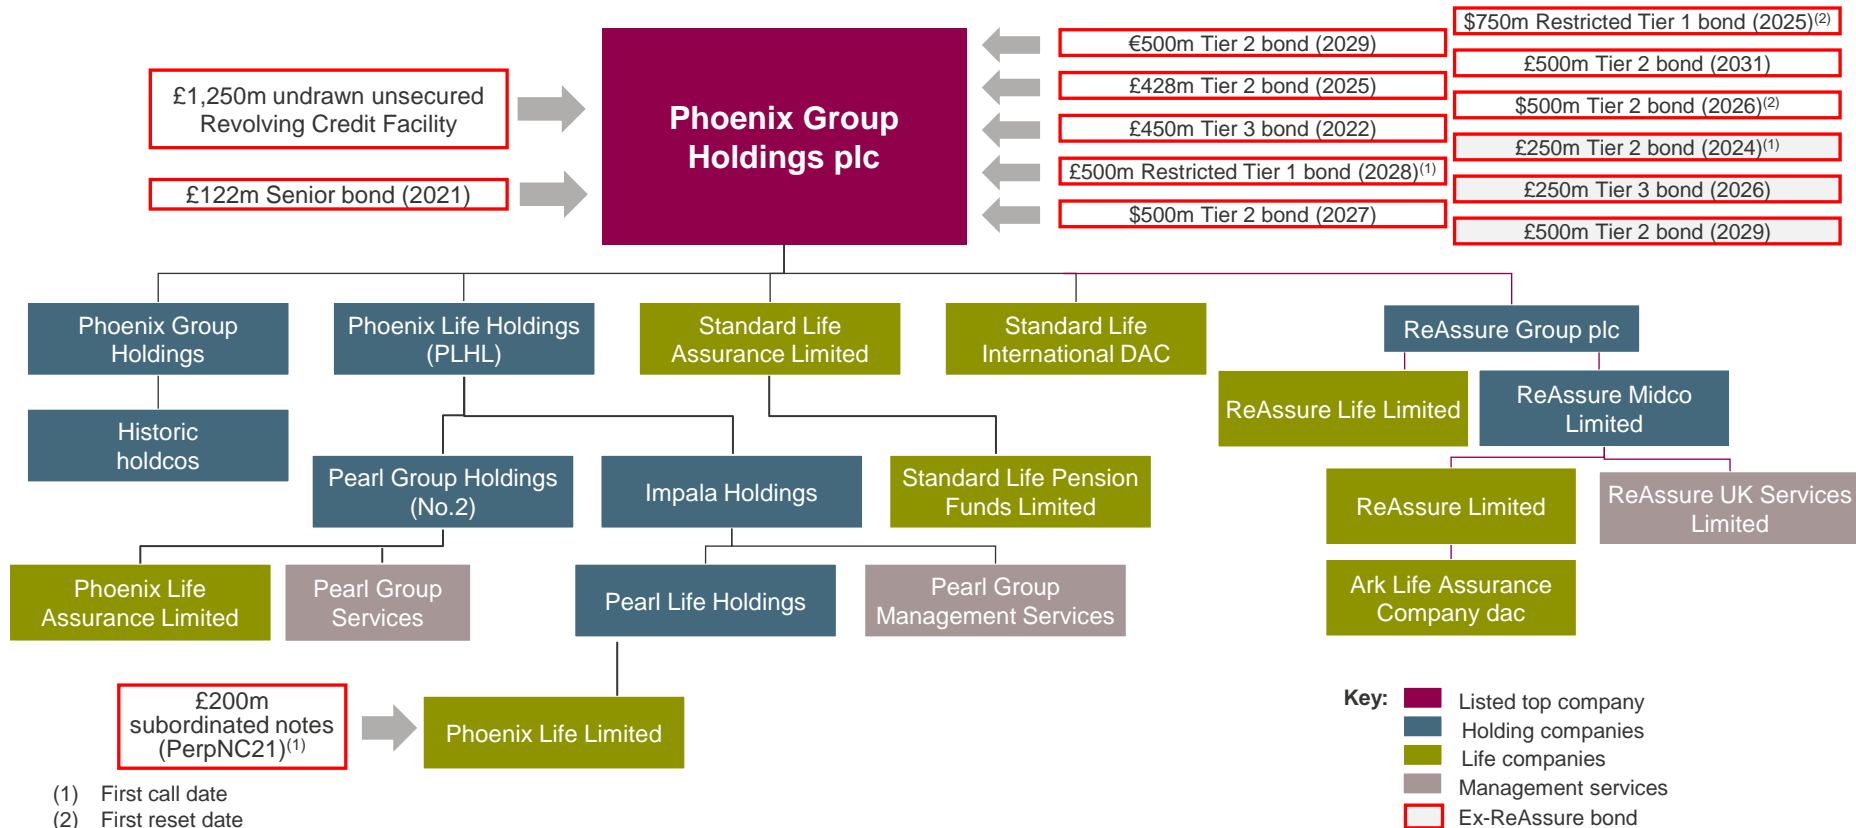 £1,250m undrawn unsecured
Revolving Credit Facility
£122m Senior bond (2021)
Phoenix Group
Holdings plc
€500m Tier 2 bond (2029)
£428m Tier 2 bond (2025)
£450m Tier 3 bond (2022)
£500m Restricted Tier 1 bond (2028)(1)
$500m Tier 2 bond (2027)
$750m Restricted Tier 1 bond (2025)(2)
£500m Tier 2 bond (2031)
$500m Tier 2 bond (2026)(2)
£250m Tier 2 bond (2024)(1)
£250m Tier 3 bond (2026)
£500m Tier 2 bond (2029)
Phoenix Group
Holdings
Phoenix Life Holdings
(PLHL)
Standard Life
Assurance Limited
Standard Life
International DAC
ReAssure Group plc
Historic
holdcos
ReAssure Life Limited
ReAssure Midco
Limited
Pearl Group Holdings
(No.2)
Impala Holdings
Standard Life Pension
Funds Limited
ReAssure Limited
ReAssure UK Services
Limited
Phoenix Life
Assurance Limited
Pearl Group
Services
Pearl Life Holdings
Pearl Group
Management Services
Ark Life Assurance
Company dac
£200m
subordinated notes
(PerpNC21)(1)
Phoenix Life Limited
Key:
Listed top company
Holding companies
Life companies
Management services
Ex-ReAssure bond
(1) First call date
(2) First reset date